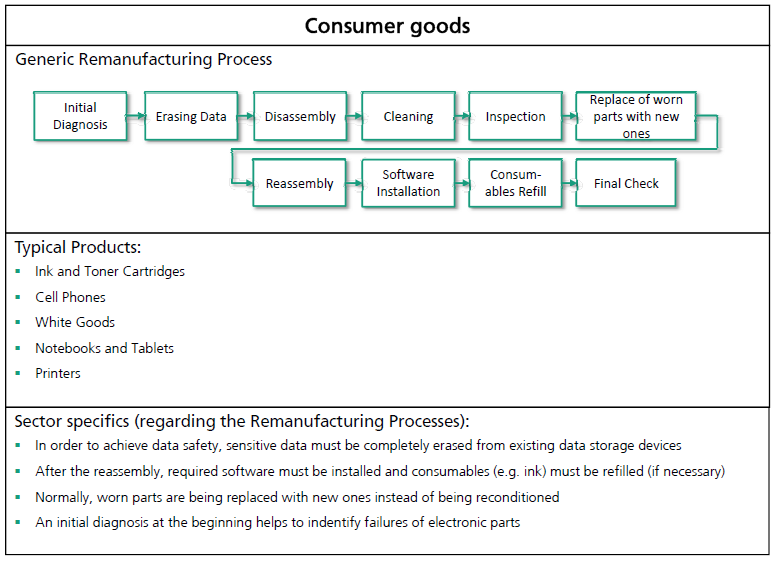 Consumer goods
Generic Remanufacturing Process
Initial
Diagnosis
Erasing Data
Disassembly
Cleaning
Inspection
Replace of worn
parts with new
ones
Reassembly
Software
Installation
Consum-
ables Refill
Final Check
Typical Products:
Ink and Toner Cartridges
Cell Phones
White Goods
Notebooks and Tablets
Printers
Sector specifics (regarding the Remanufacturing Processes):
In order to achieve data safety, sensitive data must be completely erased from existing data storage devices
After the reassembly, required software must be installed and consumables (e.g. ink) must be refilled (if necessary)
Normally, worn parts are being replaced with new ones instead of being reconditioned
An initial diagnosis at the beginning helps to indentify failures of electronic parts